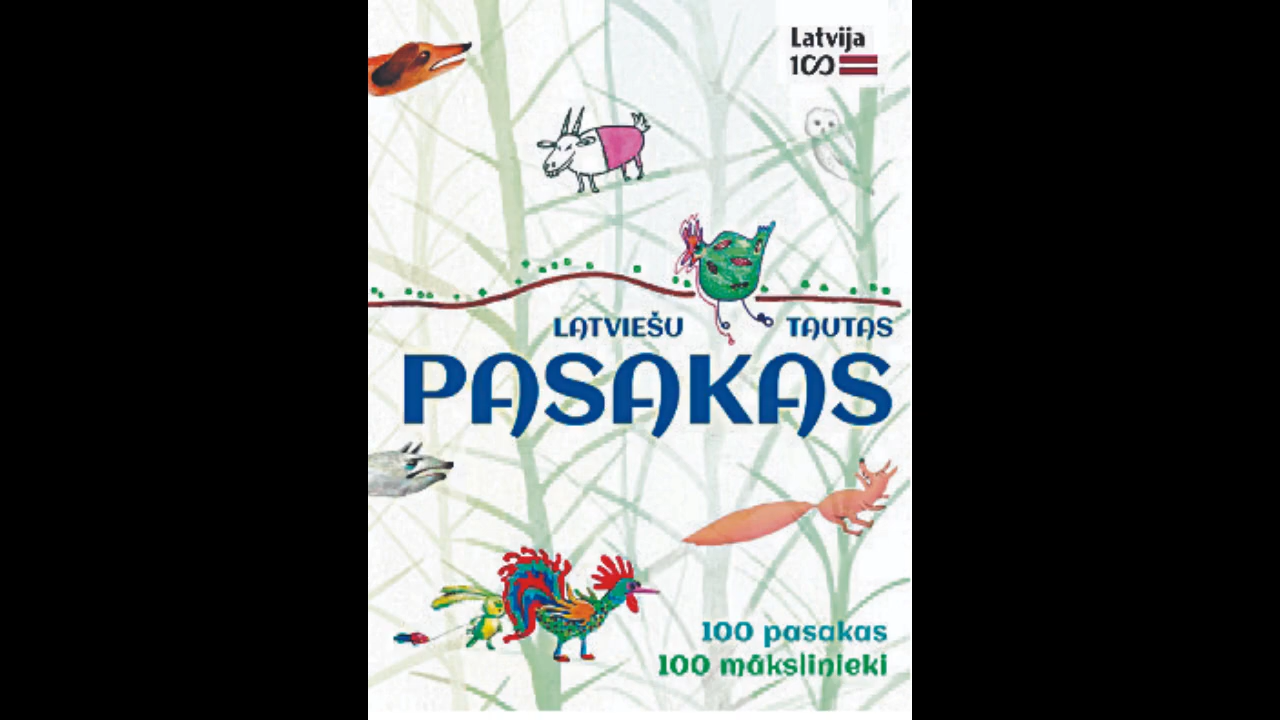 Latvija
100
LATVIEŠU TAUTAS
PASAKAS
100 pasakas
100 mākslinieki